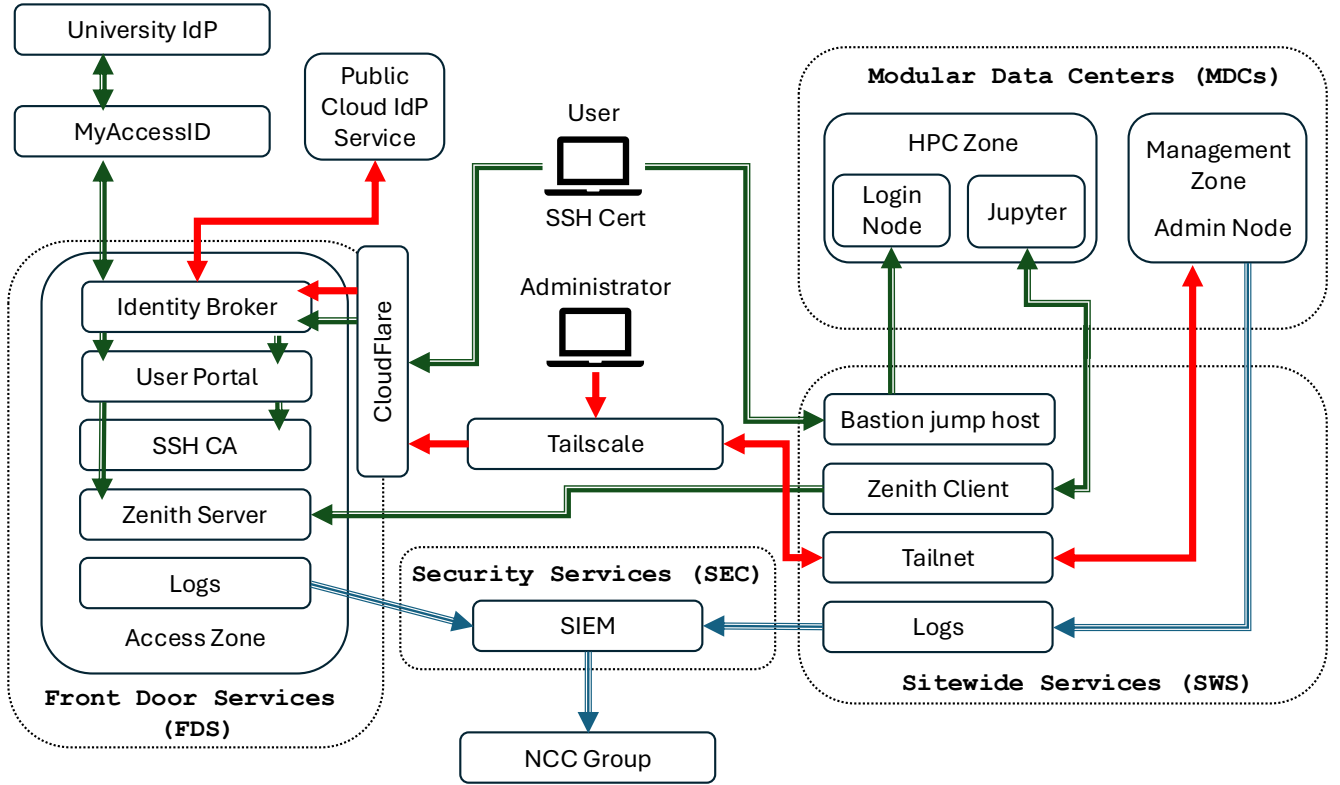 University IdP
MyAccessID
Public
Cloud IdP
Service
User
SSH Cert
Administrator
Tailscale
CloudFlare
Identity Broker
User Portal
SSH CA
Zenith Server
Logs
Access Zone
Front Door Services
(FDS)
Security Services (SEC)
SIEM
NCC Group
Modular Data Centers (MDCs)
HPC Zone
Login
Node
Jupyter
Management
Zone
Admin Node
Bastion jump host
Zenith Client
Tailnet
Logs
Sitewide Services (SWS)